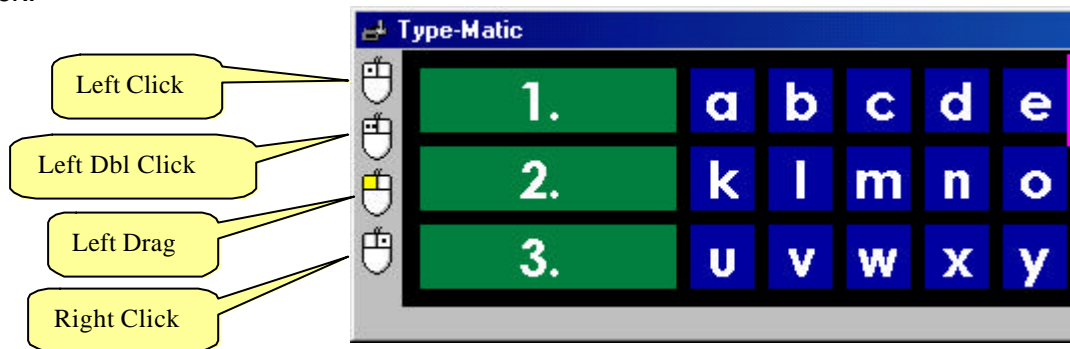 Type-Matic
Left Click
1. a b c d e
Left Dbl Click
2. k l m n o
Left Drag
3. u v w x y
Right Click